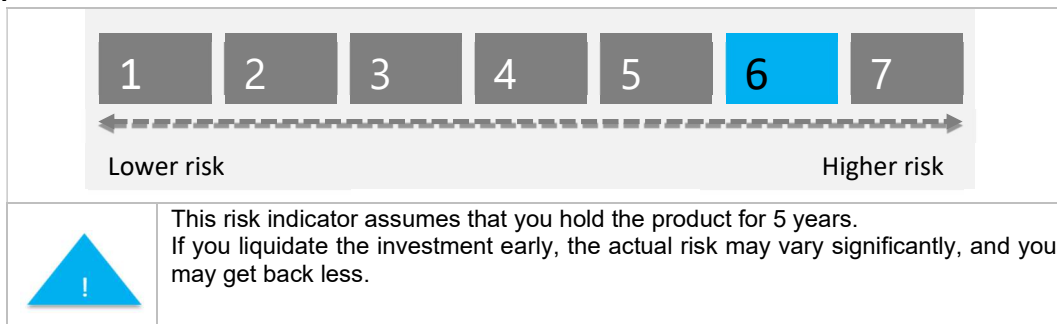 1 2 3 4 5 6 7
Lower risk Higher risk
This risk indicator assumes that you hold the product for 5 years.
If you liquidate the investment early, the actual risk may vary significantly, and you
may get back less.
!